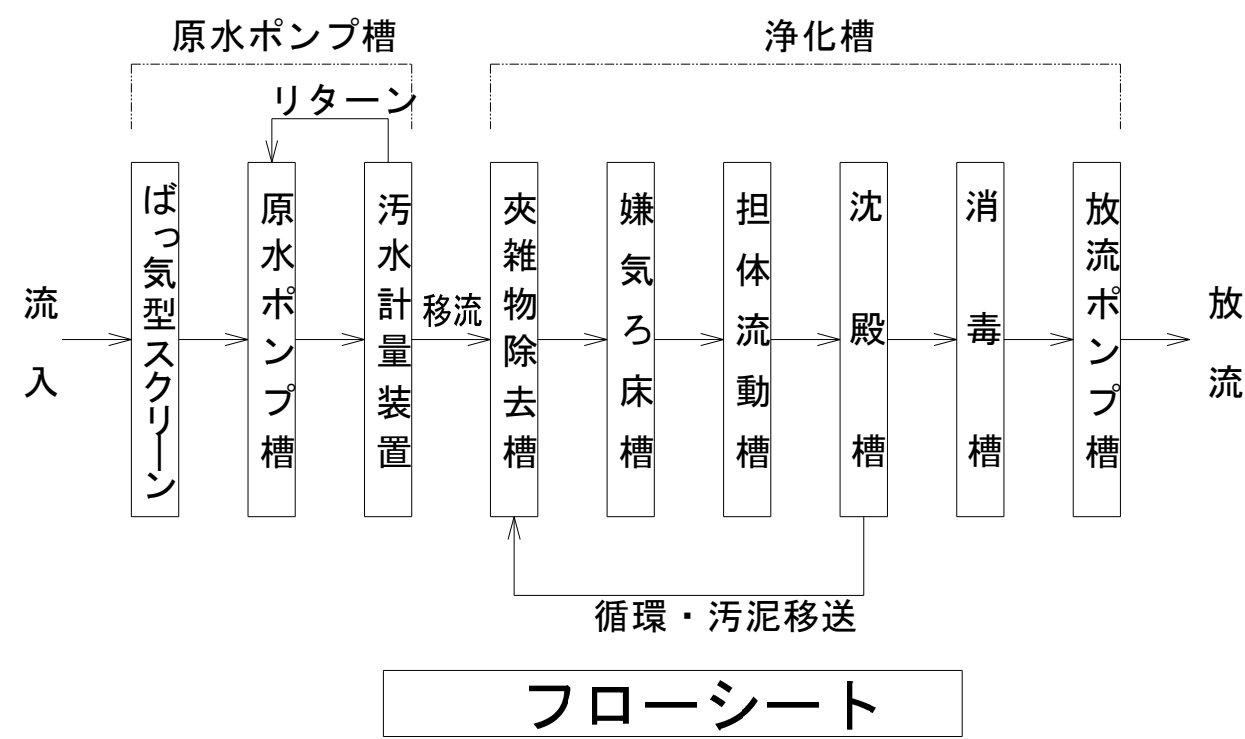 原水ポンプ槽
浄化槽
リターン
流入
ばっ気型スクリーン
原水ポンプ槽
汚水計量装置
移流
夾雑物除去槽
嫌気ろ床槽
担体流動槽
沈殿槽
消毒槽
放流ポンプ槽
放流
循環・汚泥移送
フローシート